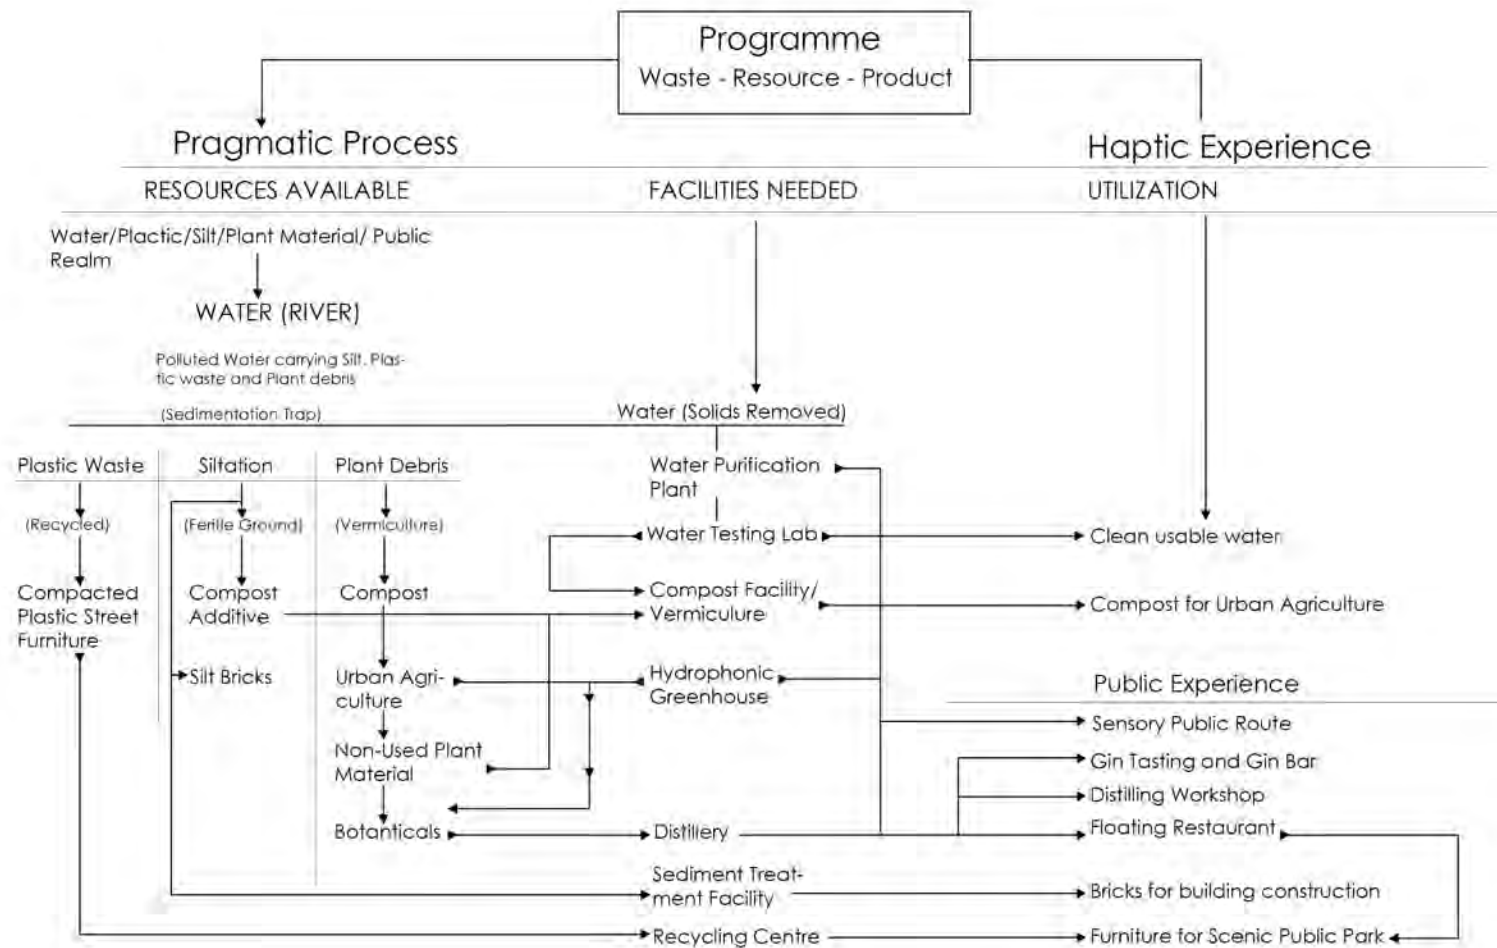 Programme
Waste - Resource - Product
Pragmatic Process
Haptic Experience
RESOURCES AVAILABLE
FACILITIES NEEDED
UTILIZATION
Water/Plactic/Silt/Plant Material/ Public
Realm
WATER (RIVER)
Polluted Water carrying Silt, Plas-
tic waste and Plant debris
(Sedimentation Trap)
Water (Solids Removed)
Plastic Waste
Siltation
Plant Debris
Water Purification
Plant
(Recycled)
(Fertile Ground)
(Vermiculture)
Water Testing Lab
Clean usable water
Compacted
Plastic Street
Furniture
Compost
Additive
Compost
Compost Facility/
Vermiculure
Compost for Urban Agriculture
Silt Bricks
Urban Agri-
culture
Hydrophonic
Greenhouse
Public Experience
Sensory Public Route
Non-Used Plant
Material
Gin Tasting and Gin Bar
Distilling Workshop
Botanticals
Distillery
Floating Restaurant
Sediment Treat-
ment Facility
Bricks for building construction
Recycling Centre
Furniture for Scenic Public Park